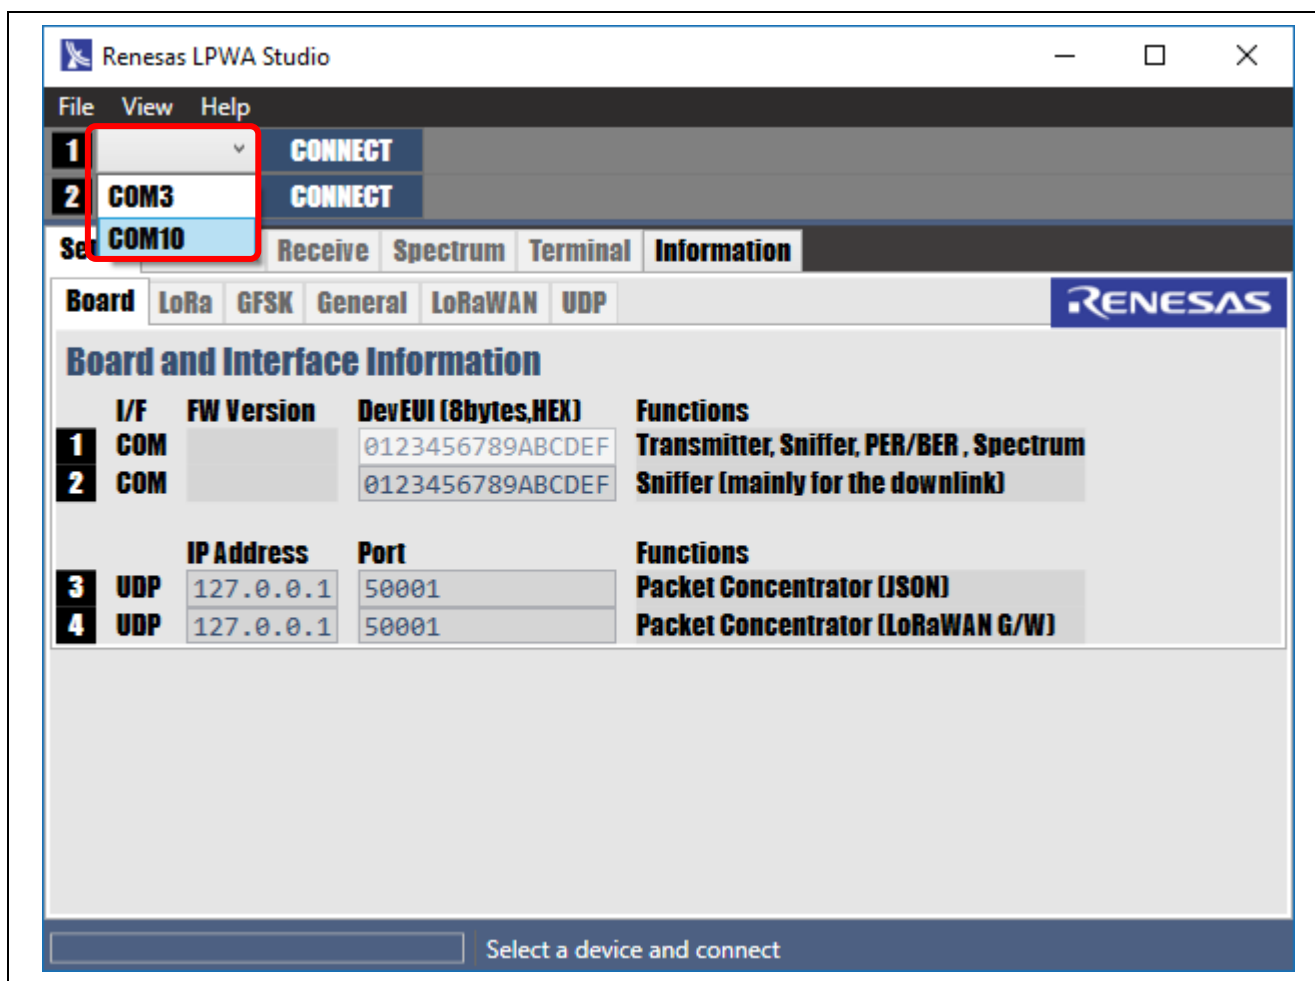 Renesas LPWA Studio
File View Help
1 CONNECT
2 COM3 CONNECT
COM10
Receive Spectrum Terminal Information
Board LoRa GFSK General LoRaWAN UDP RENESAS
Board and Interface Information
I/F FW Version DevEUI (8bytes,HEX) Functions
1 COM 0123456789ABCDEF Transmitter, Sniffer, PER/BER , Spectrum
2 COM 0123456789ABCDEF Sniffer (mainly for the downlink)
IP Address Port Functions
3 UDP 127.0.0.1 50001 Packet Concentrator (JSON)
4 UDP 127.0.0.1 50001 Packet Concentrator (LoRaWAN G/W)
Select a device and connect